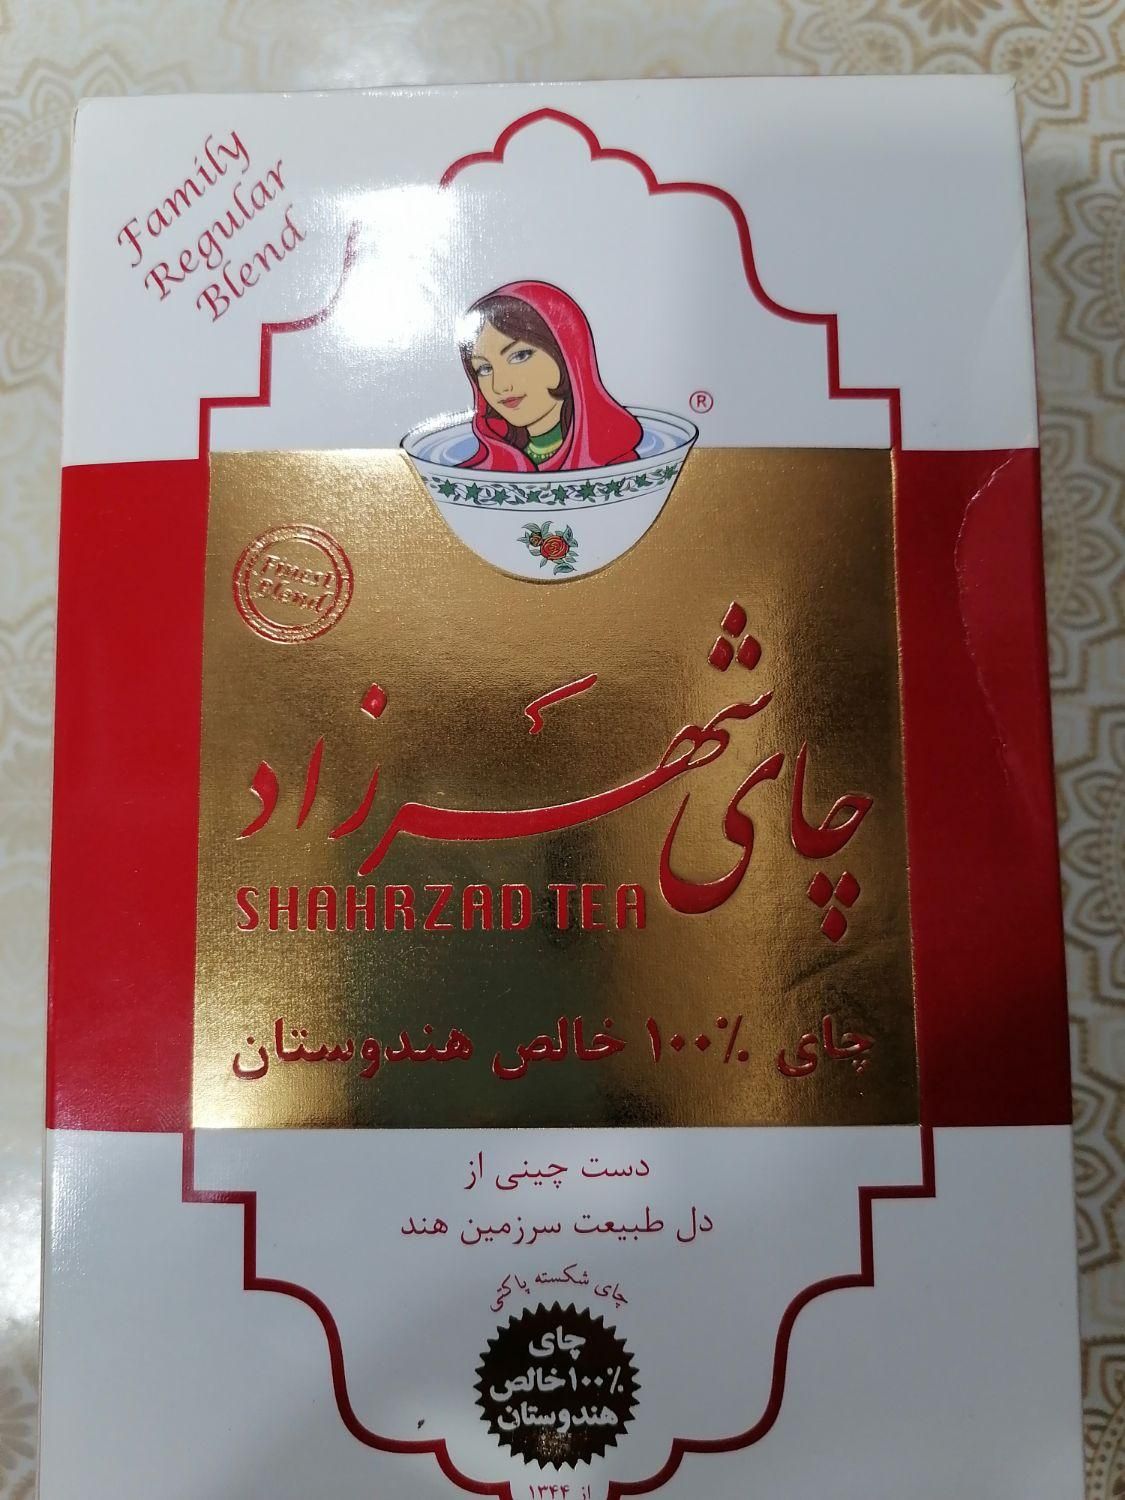 Family
Regular
Blend
®
Finest
Blend
چای شهرزاد
SHAHRZAD TEA
چای ۱۰۰٪ خالص هندوستان
دست چینی از
دل طبیعت سرزمین هند
چای شکسته پاکتی
چای
۱۰۰٪ خالص
هندوستان
از ۱۳۴۴